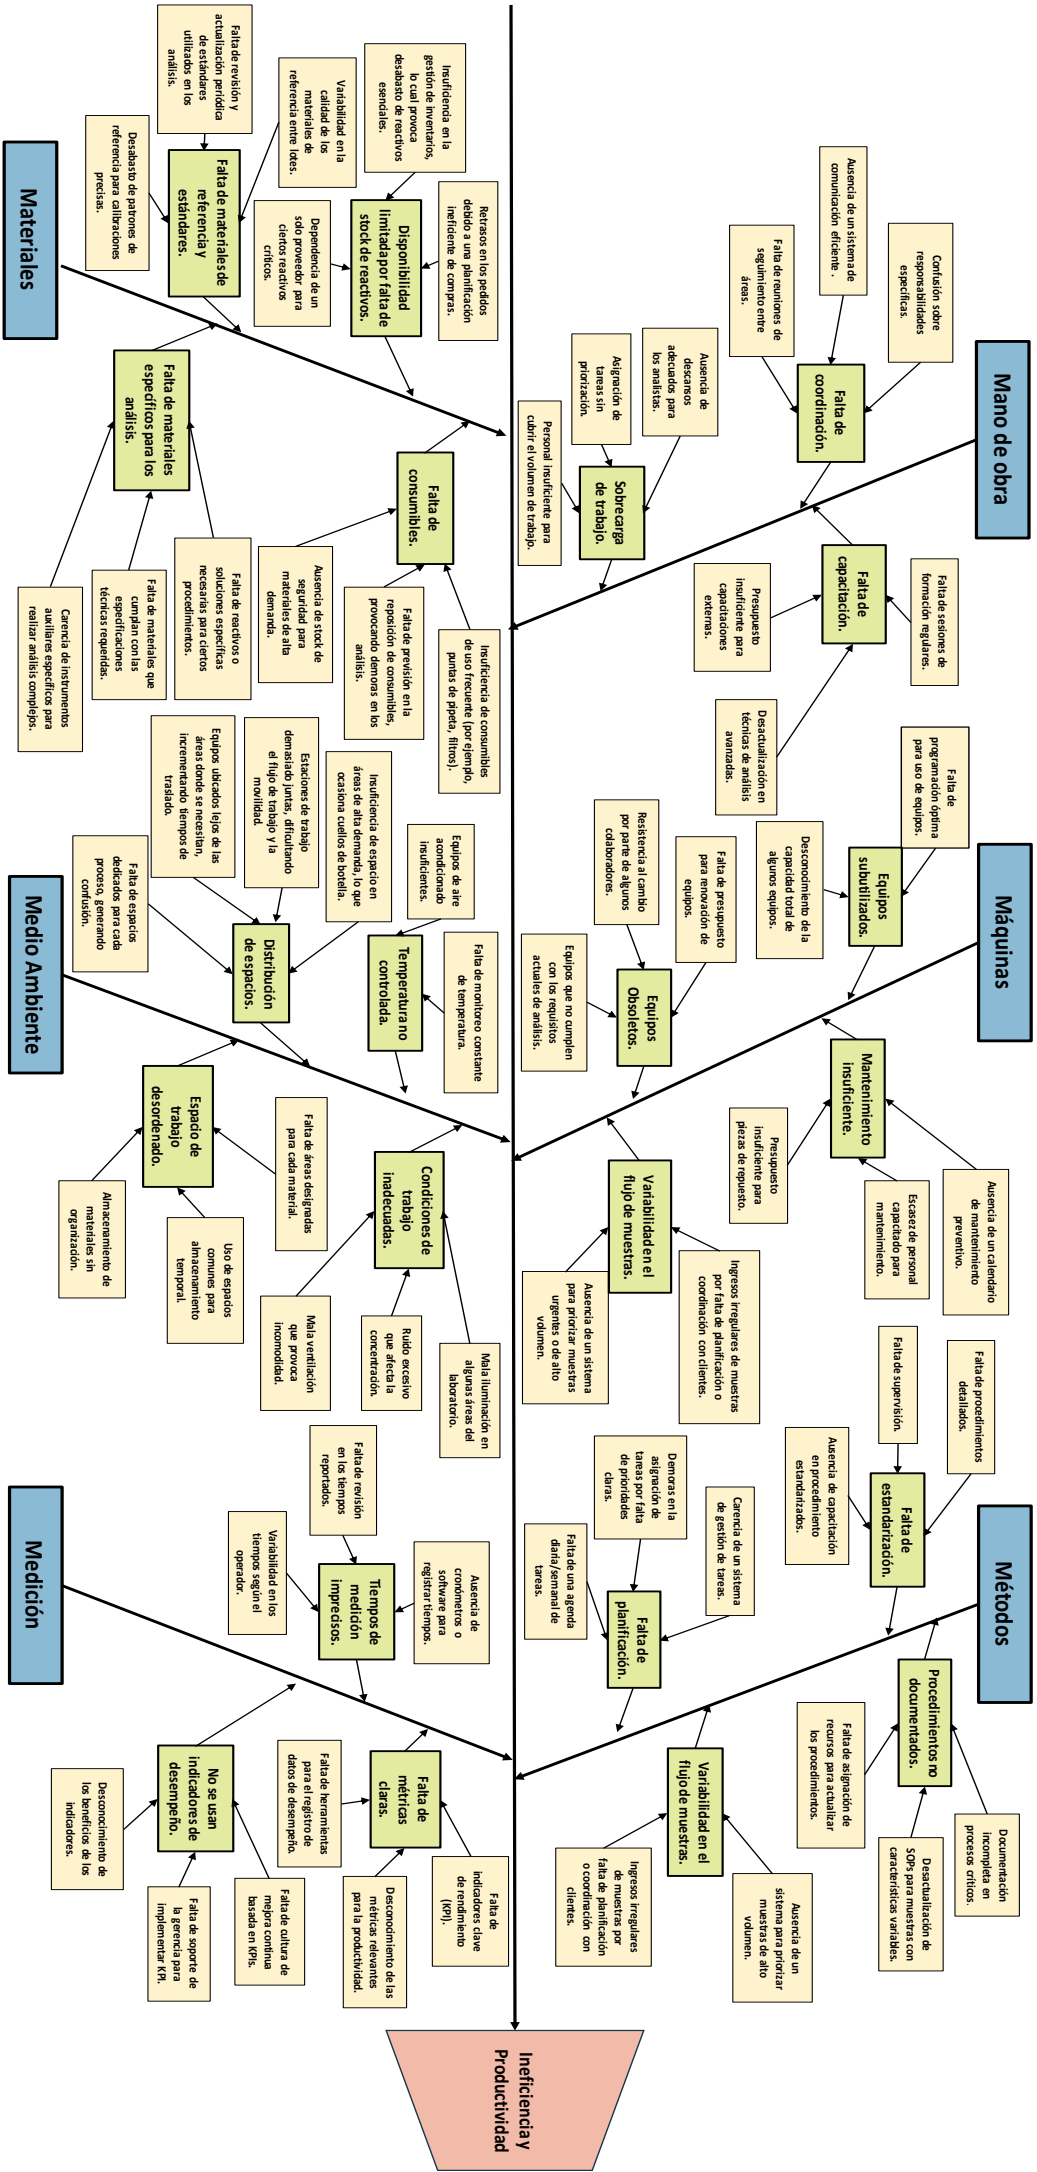 Mano de obra
Máquinas
Métodos
Confusión sobre
responsabilidades
específicas.
Ausencia de un sistema de
comunicación eficiente .
Falta de reuniones de
seguimiento entre
áreas.
Falta de
coordinación.
Ausencia de
descansos
adecuados para
los analistas.
Asignación de
tareas sin
priorización.
Personal insuficiente para
cubrir el volumen de trabajo.
Sobrecarga
de trabajo.
Falta de sesiones de
formación regulares.
Falta de
capacitación.
Presupuesto
insuficiente para
capacitaciones
externas.
Desactualización en
técnicas de análisis
avanzadas.
Falta de
programación óptima
para uso de equipos.
Desconocimiento de la
capacidad total de
algunos equipos.
Equipos
subutilizados.
Falta de presupuesto
para renovación de
equipos.
Resistencia al cambio
por parte de algunos
colaboradores.
Equipos que no cumplen
con los requisitos
actuales de análisis.
Equipos
Obsoletos.
Mantenimiento
insuficiente.
Ausencia de un calendario
de mantenimiento
preventivo.
Escasez de personal
capacitado para
mantenimiento.
Presupuesto
insuficiente para
piezas de repuesto.
Variabilidad en el
flujo de muestras.
Ingresos irregulares de muestras
por falta de planificación o
coordinación con clientes.
Ausencia de un sistema
para priorizar muestras
urgentes o de alto
volumen.
Falta de procedimientos
detallados.
Falta de supervisión.
Ausencia de capacitación
en procedimiento
estandarizados.
Falta de
estandarización.
Carencia de un sistema
de gestión de tareas.
Demoras en la
asignación de
tareas por falta
de prioridades
claras.
Falta de una agenda
diaria/semanal de
tareas.
Falta de
planificación.
Procedimientos no
documentados.
Documentación
incompleta en
procesos críticos.
Desactualización de
SOPs para muestras con
características variables.
Falta de asignación de
recursos para actualizar
los procedimientos.
Variabilidad en el
flujo de muestras.
Ausencia de un
sistema para priorizar
muestras de alto
volumen.
Ingresos irregulares
de muestras por
falta de planificación
o coordinación con
clientes.
Ineficiencia y
Productividad
Retrasos en los pedidos
debido a una planificación
ineficiente de compras.
Insuficiencia en la
gestión de inventarios,
lo cual provoca
desabasto de reactivos
esenciales.
Disponibilidad
limitada por falta de
stock de reactivos.
Dependencia de un
solo proveedor para
ciertos reactivos
críticos.
Variabilidad en la
calidad de los
materiales de
referencia entre lotes.
Falta de revisión y
actualización periódica
de estándares
utilizados en los
análisis.
Falta de materiales de
referencia y
estándares.
Desabasto de patrones de
referencia para calibraciones
precisas.
Falta de
consumibles.
Insuficiencia de consumibles
de uso frecuente (por ejemplo,
puntas de pipeta, filtros).
Falta de previsión en la
reposición de consumibles,
provocando demoras en los
análisis.
Ausencia de stock de
seguridad para
materiales de alta
demanda.
Falta de materiales
específicos para los
análisis.
Falta de reactivos o
soluciones específicas
necesarias para ciertos
procedimientos.
Falta de materiales que
cumplan con las
especificaciones
técnicas requeridas.
Carencia de instrumentos
auxiliares específicos para
realizar análisis complejos.
Falta de monitoreo constante
de temperatura.
Equipos de aire
acondicionado
insuficientes.
Temperatura no
controlada.
Insuficiencia de espacio en
áreas de alta demanda, lo que
ocasiona cuellos de botella.
Estaciones de trabajo
demasiado juntas, dificultando
el flujo de trabajo y la
movilidad.
Equipos ubicados lejos de las
áreas donde se necesitan,
incrementando tiempos de
traslado.
Falta de espacios
dedicados para cada
proceso, generando
confusión.
Distribución
de espacios.
Condiciones de
trabajo
inadecuadas.
Mala iluminación en
algunas áreas del
laboratorio.
Ruido excesivo
que afecta la
concentración.
Mala ventilación
que provoca
incomodidad.
Espacio de
trabajo
desordenado.
Falta de áreas designadas
para cada material.
Uso de espacios
comunes para
almacenamiento
temporal.
Almacenamiento de
materiales sin
organización.
Ausencia de
cronómetros o
software para
registrar tiempos.
Falta de revisión
en los tiempos
reportados.
Variabilidad en los
tiempos según el
operador.
Tiempos de
medición
imprecisos.
Falta de
métricas
claras.
Falta de
indicadores clave
de rendimiento
(KPI).
Desconocimiento de las
métricas relevantes
para la productividad.
Falta de herramientas
para el registro de
datos de desempeño.
No se usan
indicadores de
desempeño.
Falta de cultura de
mejora continua
basada en KPIs.
Falta de soporte de
la gerencia para
implementar KPI.
Desconocimiento de
los beneficios de los
indicadores.
Materiales
Medio Ambiente
Medición